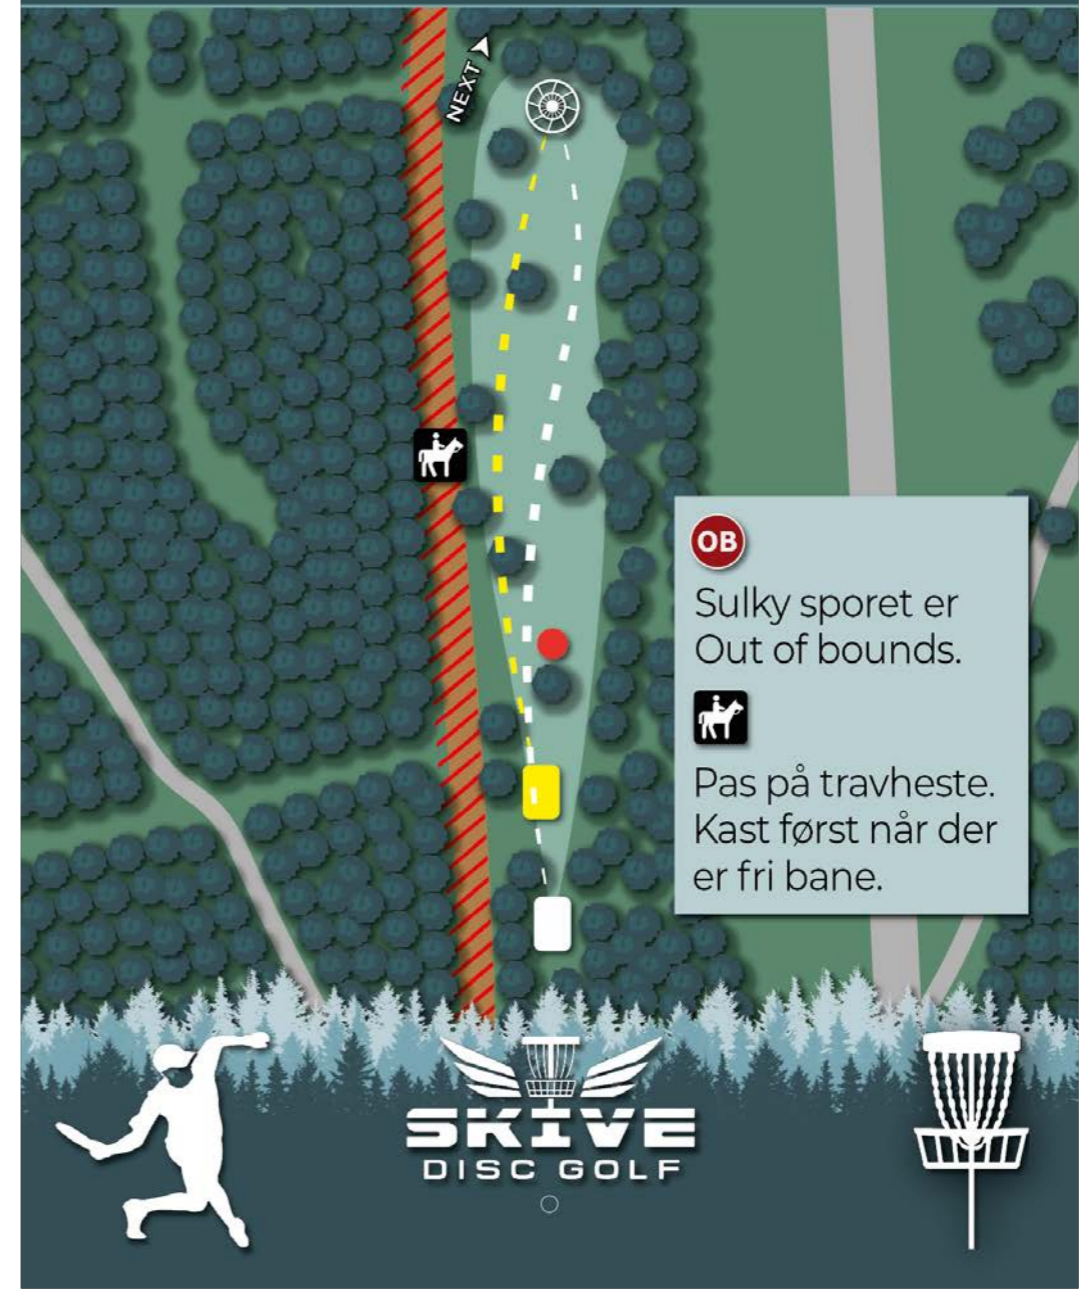 NEXT
OB
Sulky sporet er
Out of bounds.
Pas på travheste.
Kast først når der
er fri bane.
SKIVE
DISC GOLF